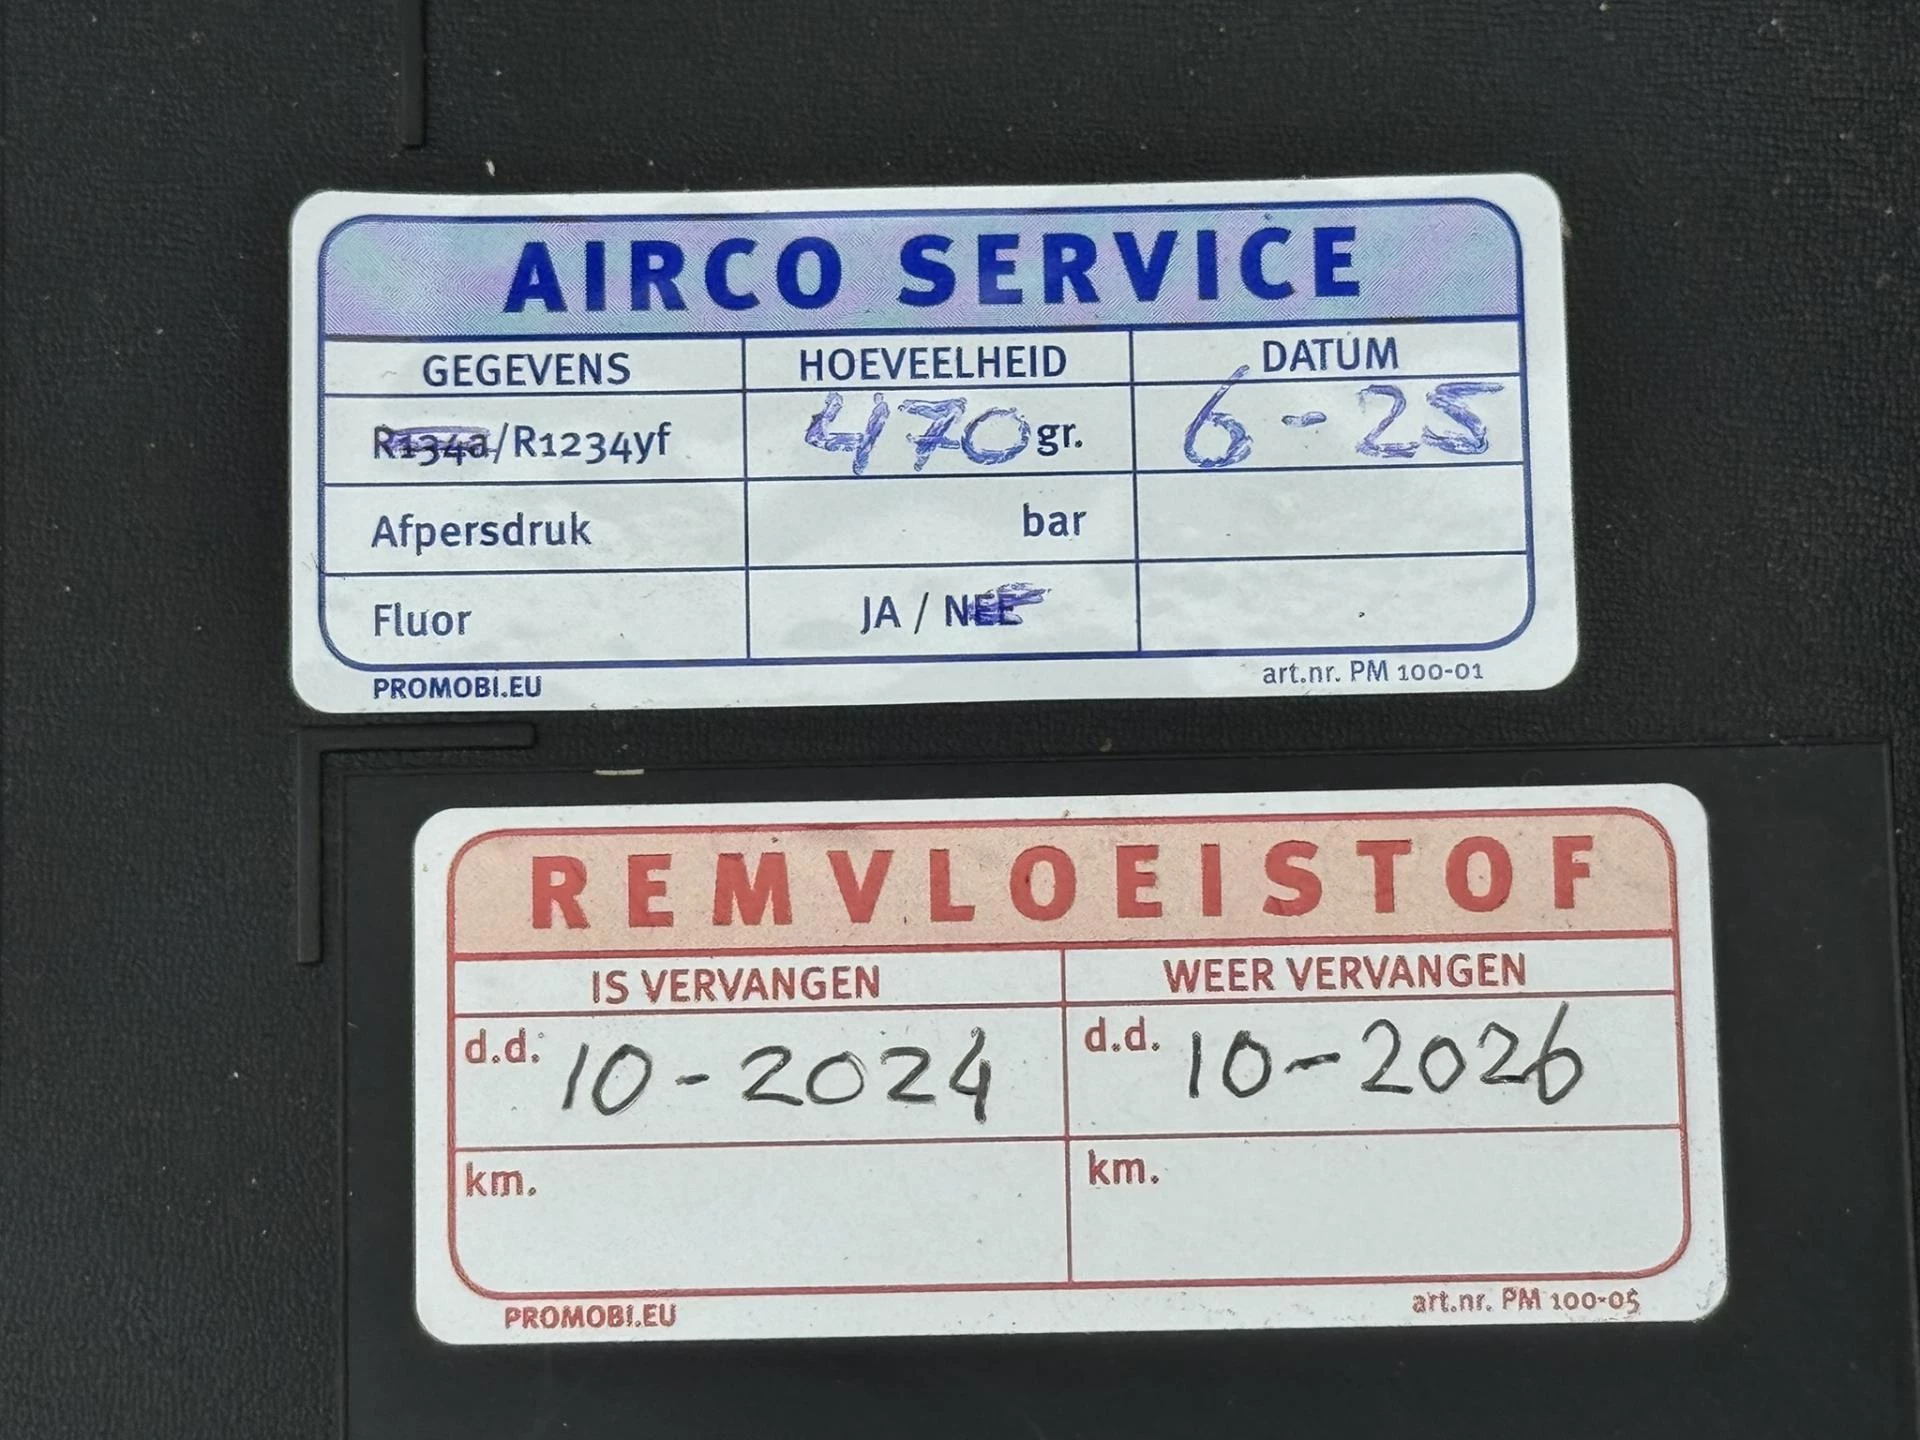 AIRCO SERVICE
GEGEVENS HOEVEELHEID DATUM
R134a/R1234yf 470 gr. 6-25
Afpersdruk bar
Fluor JA / NEE
PROMOBI.EU art.nr. PM 100-01
REMVLOEISTOF
IS VERVANGEN WEER VERVANGEN
d.d. 10-2024 d.d. 10-2026
km. km.
PROMOBI.EU art.nr. PM 100-05